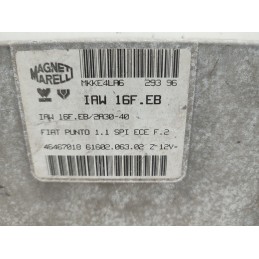 MAGNETI
MARELLI
MKKE4LA6 293 96
IAW 16F.EB
IAW 16F.EB/2A30-40
FIAT PUNTO 1.1 SPI ECE F.2
46467018 61602.063.02 Z-12V+